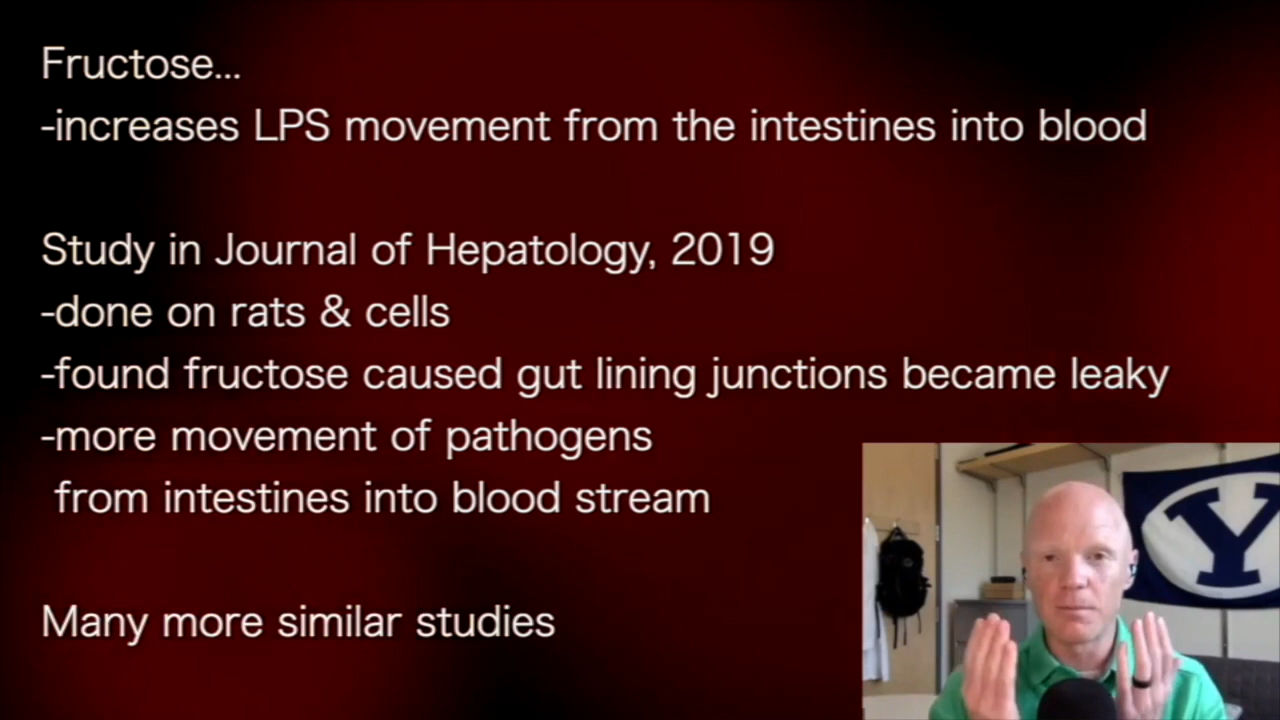 Fructose...
-increases LPS movement from the intestines into blood
Study in Journal of Hepatology, 2019
-done on rats & cells
-found fructose caused gut lining junctions became leaky
-more movement of pathogens
from intestines into blood stream
Many more similar studies
Y